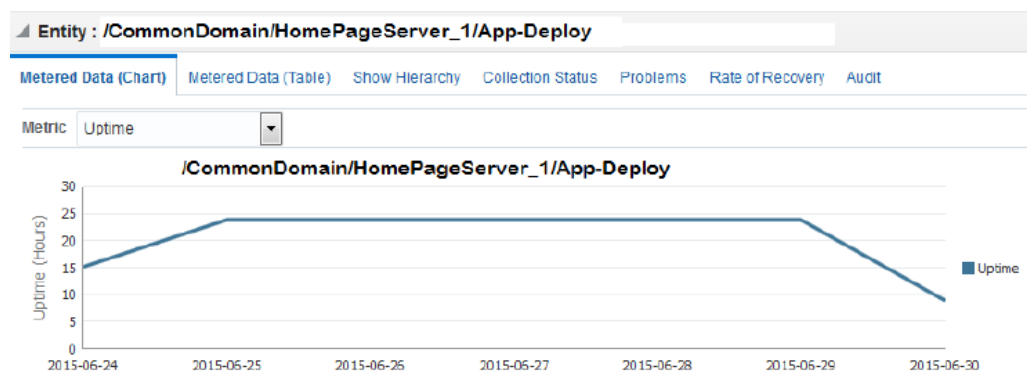 Entity : /CommonDomain/HomePageServer_1/App-Deploy
Metered Data (Chart) Metered Data (Table) Show Hierarchy Collection Status Problems Rate of Recovery Audit
Metric Uptime
/CommonDomain/HomePageServer_1/App-Deploy
30
25
20
15
10
5
0
Uptime (Hours)
Uptime
2015-06-24 2015-06-25 2015-06-26 2015-06-27 2015-06-28 2015-06-29 2015-06-30